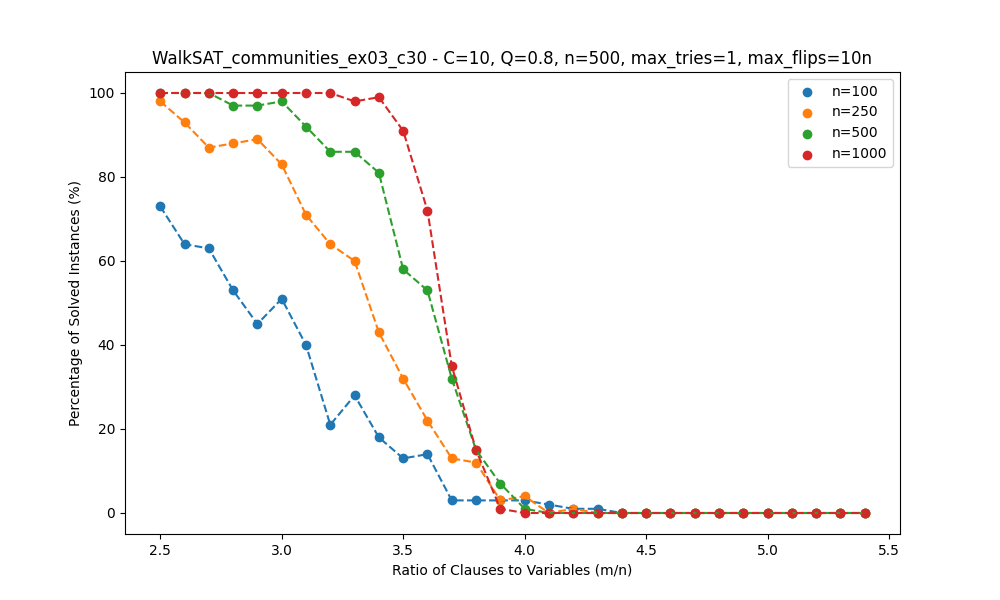 WalkSAT_communities_ex03_c30 - C=10, Q=0.8, n=500, max_tries=1, max_flips=10n
100
80
60
40
20
0
Percentage of Solved Instances (%)
n=100
n=250
n=500
n=1000
2.5 3.0 3.5 4.0 4.5 5.0 5.5
Ratio of Clauses to Variables (m/n)